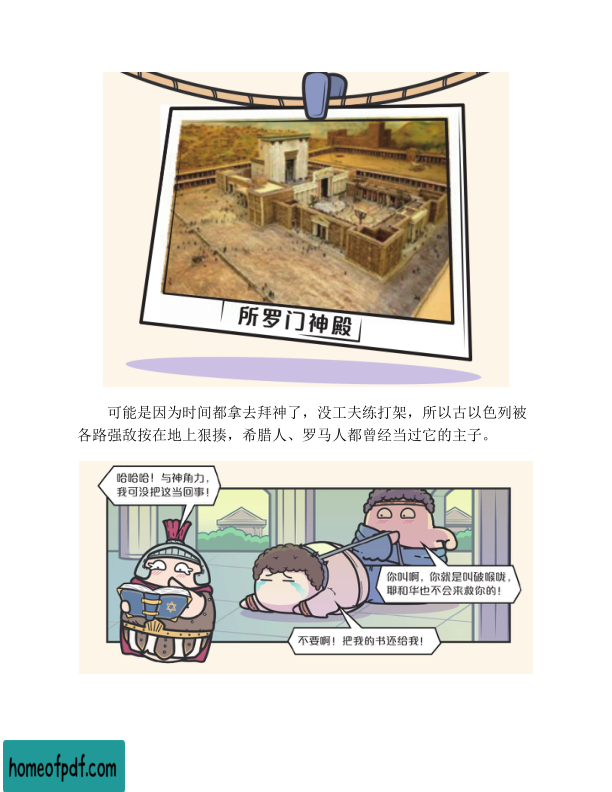 所罗门神殿
可能是因为时间都拿去拜神了，没工夫练打架，所以古以色列被
各路强敌按在地上狠揍，希腊人、罗马人都曾经当过它的主子。
哈哈哈！与神角力，
我可没把这当回事！
你叫啊，你就是叫破喉咙，
耶和华也不会来救你的！
不要啊！把我的书还给我！
homeofpdf.com